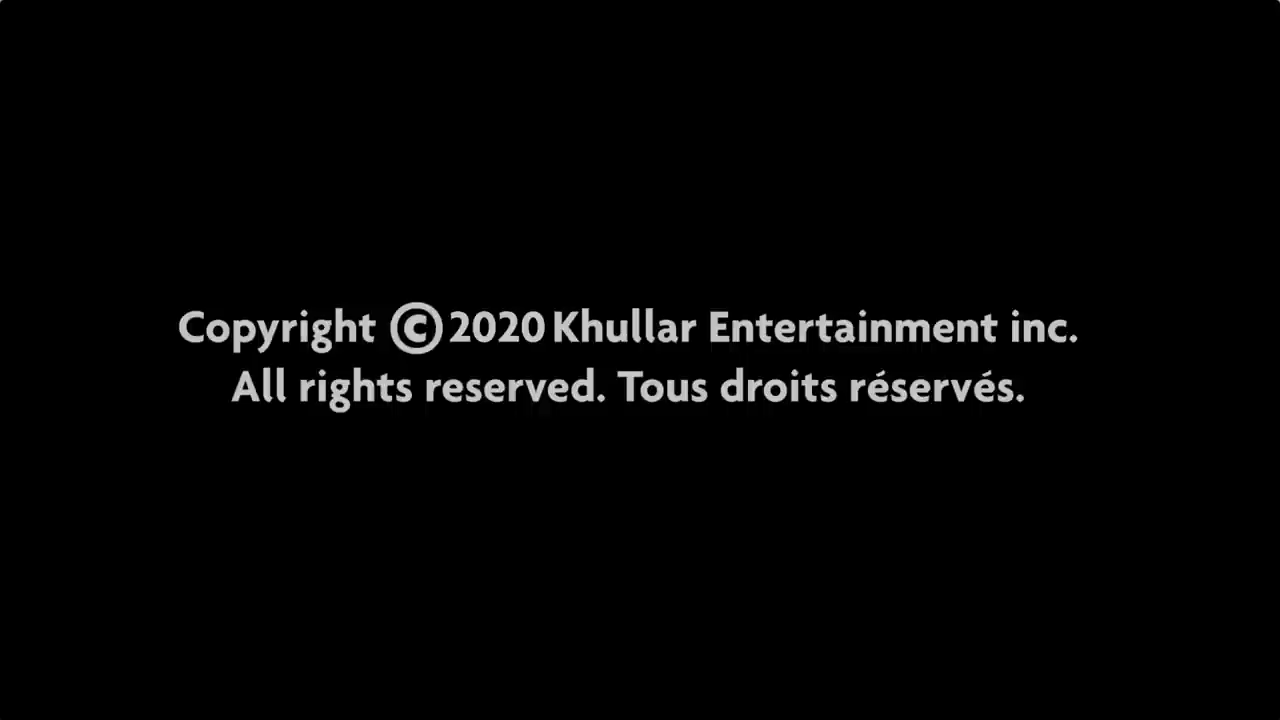 Copyright ©2020 Khullar Entertainment inc.
All rights reserved. Tous droits réservés.